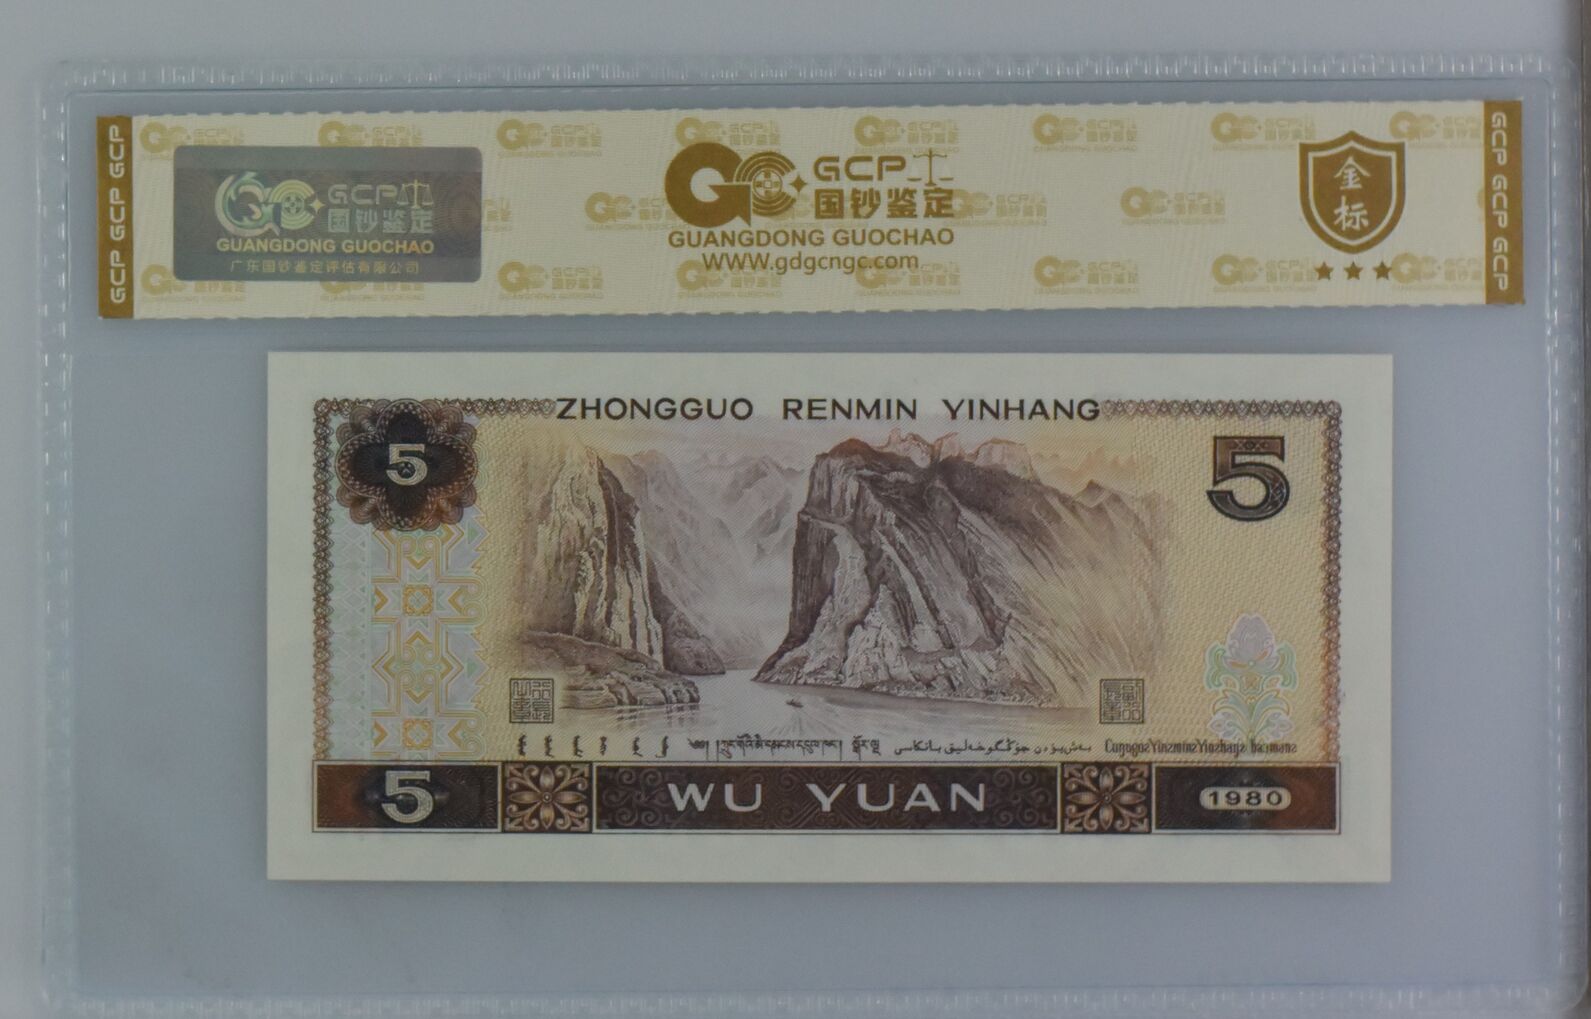 GCP GCP GCP
GCP
国钞鉴定
GUANGDONG GUOCHAO
广东国钞鉴定评估有限公司
GCP
国钞鉴定
GUANGDONG GUOCHAO
WWW.gdgcngc.com
金
标
GCP GCP GCP
ZHONGGUO RENMIN YINHANG
5
5
5
WU YUAN
1980